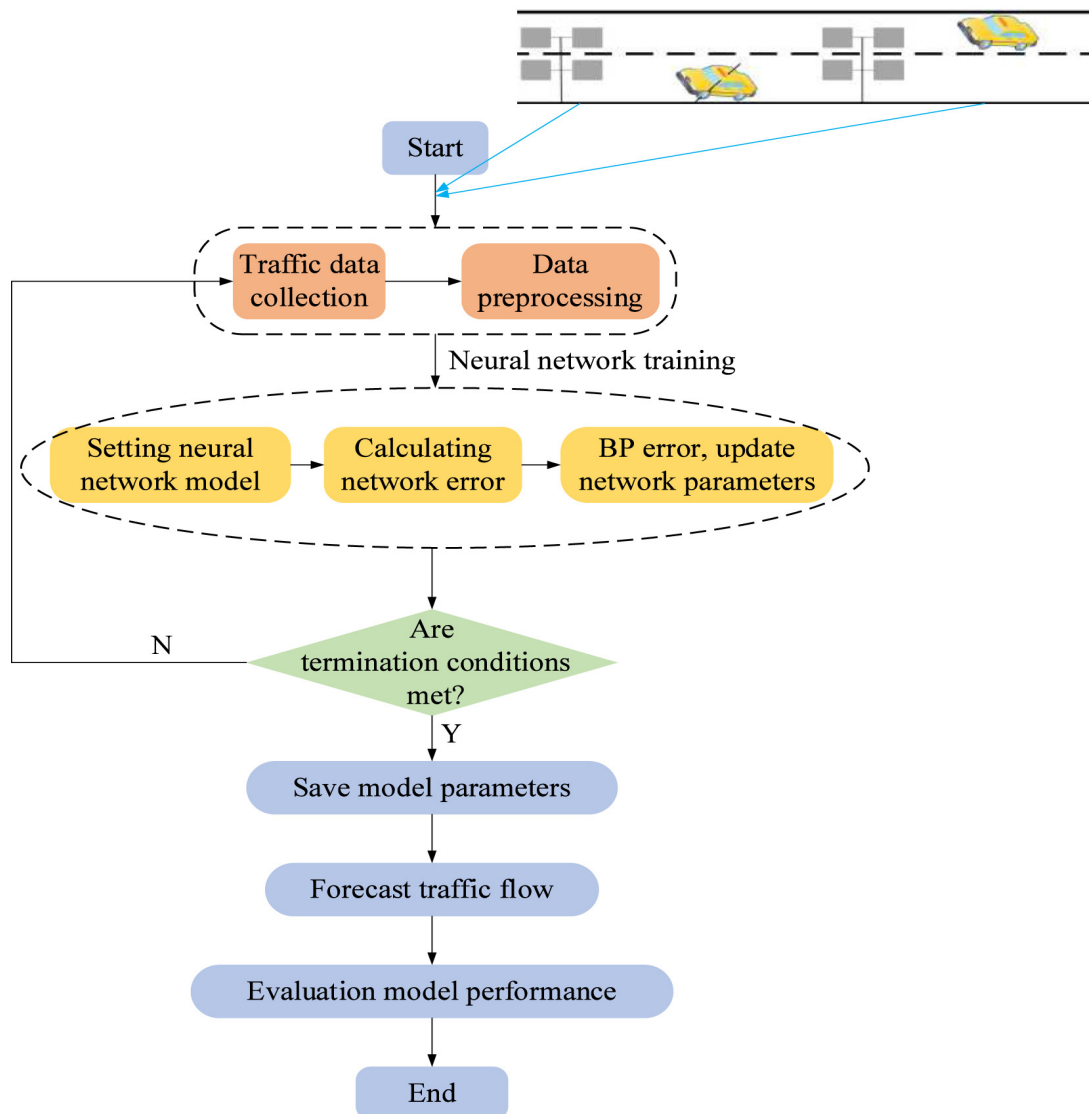 Start
Traffic data
collection
Data
preprocessing
Neural network training
Setting neural
network model
Calculating
network error
BP error, update
network parameters
Are
termination conditions
met?
N
Y
Save model parameters
Forecast traffic flow
Evaluation model performance
End